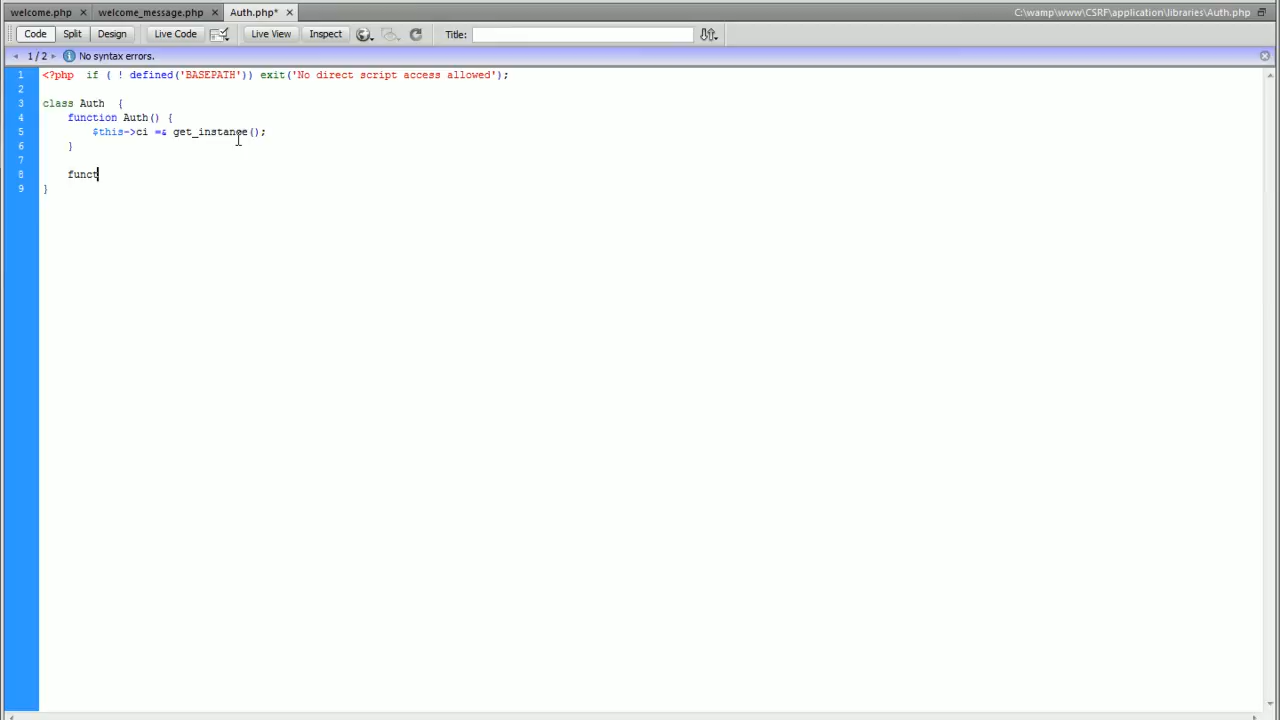 welcome.php × welcome_message.php × Auth.php* × C:\wamp\www\CSRF\application\libraries\Auth.php
Code Split Design Live Code Live View Inspect Title:
1 / 2 No syntax errors.
1 <?php if ( ! defined('BASEPATH')) exit('No direct script access allowed');
2
3 class Auth {
4 function Auth() {
5 $this->ci =& get_instance();
6 }
7
8 funct
9 }